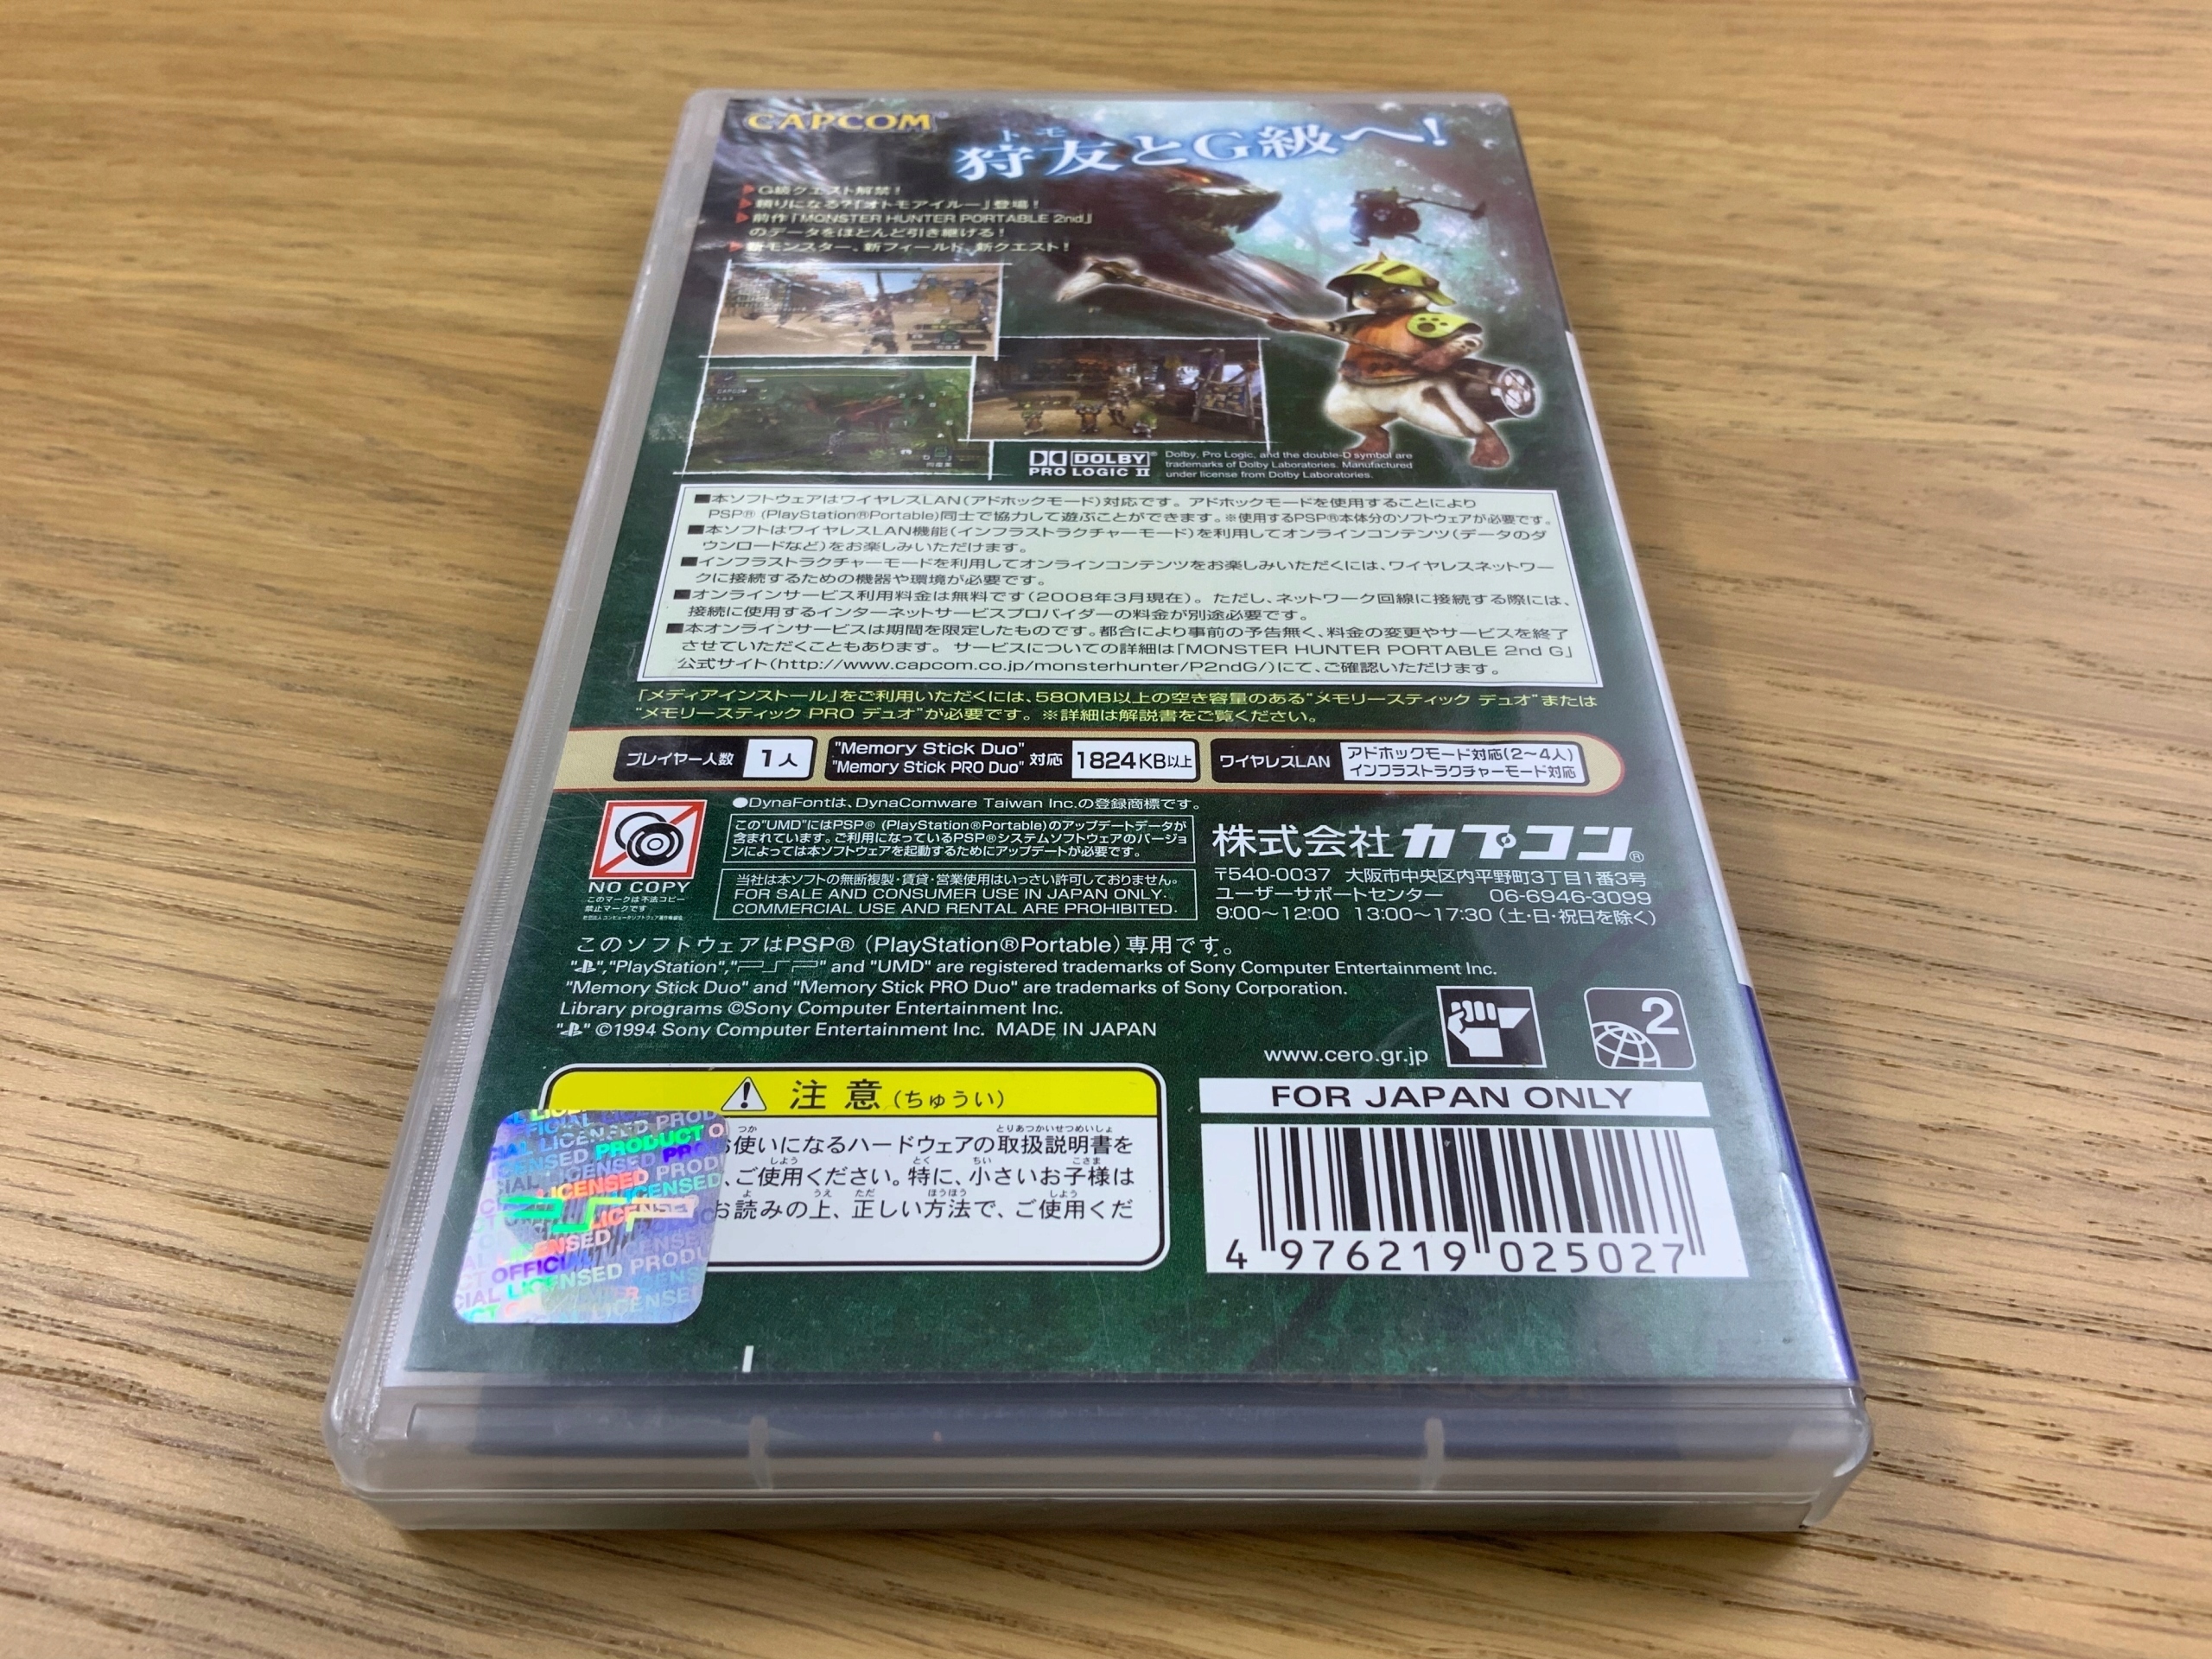 CAPCOM
トモ
狩友とG級へ!
G級クエスト解禁!
頼りになる?「オトモアイルー」登場!
前作「MONSTER HUNTER PORTABLE 2nd」
のデータをほとんど引き継げる!
新モンスター、新フィールド、新クエスト!
DOLBY
PRO LOGIC II
Dolby, Pro Logic, and the double-D symbol are
trademarks of Dolby Laboratories. Manufactured
under license from Dolby Laboratories.
■本ソフトウェアはワイヤレスLAN(アドホックモード)対応です。アドホックモードを使用することにより
PSP®(PlayStation®Portable)同士で協力して遊ぶことができます。※使用するPSP®本体分のソフトウェアが必要です。
■本ソフトはワイヤレスLAN機能(インフラストラクチャーモード)を利用してオンラインコンテンツ(データのダ
ウンロードなど)をお楽しみいただけます。
■インフラストラクチャーモードを利用してオンラインコンテンツをお楽しみいただくには、ワイヤレスネットワー
クに接続するための機器や環境が必要です。
■オンラインサービス利用料金は無料です(2008年3月現在)。ただし、ネットワーク回線に接続する際には、
接続に使用するインターネットサービスプロバイダーの料金が別途必要です。
■本オンラインサービスは期間を限定したものです。都合により事前の予告無く、料金の変更やサービスを終了
させていただくこともあります。サービスについての詳細は「MONSTER HUNTER PORTABLE 2nd G」
公式サイト(http://www.capcom.co.jp/monsterhunter/P2ndG/)にて、ご確認いただけます。
「メディアインストール」をご利用いただくには、580MB以上の空き容量のある"メモリースティック デュオ"または
"メモリースティック PRO デュオ"が必要です。※詳細は解説書をご覧ください。
プレイヤー人数 1人
"Memory Stick Duo"
"Memory Stick PRO Duo" 対応 1824KB以上
ワイヤレスLAN アドホックモード対応(2~4人)
インフラストラクチャーモード対応
●DynaFontは、DynaComware Taiwan Inc.の登録商標です。
この"UMD"にはPSP®(PlayStation®Portable)のアップデートデータが
含まれています。ご利用になっているPSP®システムソフトウェアのバージョ
ンによっては本ソフトウェアを起動するためにアップデートが必要です。
当社は本ソフトの無断複製・賃貸・営業使用はいっさい許可しておりません。
FOR SALE AND CONSUMER USE IN JAPAN ONLY.
COMMERCIAL USE AND RENTAL ARE PROHIBITED.
NO COPY
このマークは不法コピー
禁止マークです
株式会社カプコン®
〒540-0037 大阪市中央区内平野町3丁目1番3号
ユーザーサポートセンター 06-6946-3099
9:00~12:00 13:00~17:30(土・日・祝日を除く)
このソフトウェアはPSP®(PlayStation®Portable)専用です。
"PS","PlayStation","PSP" and "UMD" are registered trademarks of Sony Computer Entertainment Inc.
"Memory Stick Duo" and "Memory Stick PRO Duo" are trademarks of Sony Corporation.
Library programs ©Sony Computer Entertainment Inc.
"PS" ©1994 Sony Computer Entertainment Inc. MADE IN JAPAN
www.cero.gr.jp
2
注意(ちゅうい)
お使いになるハードウェアの取扱説明書を
、ご使用ください。特に、小さいお子様は
お読みの上、正しい方法で、ご使用くだ
OFFICIAL LICENSED PRODUCT
FOR JAPAN ONLY
4 976219 025027